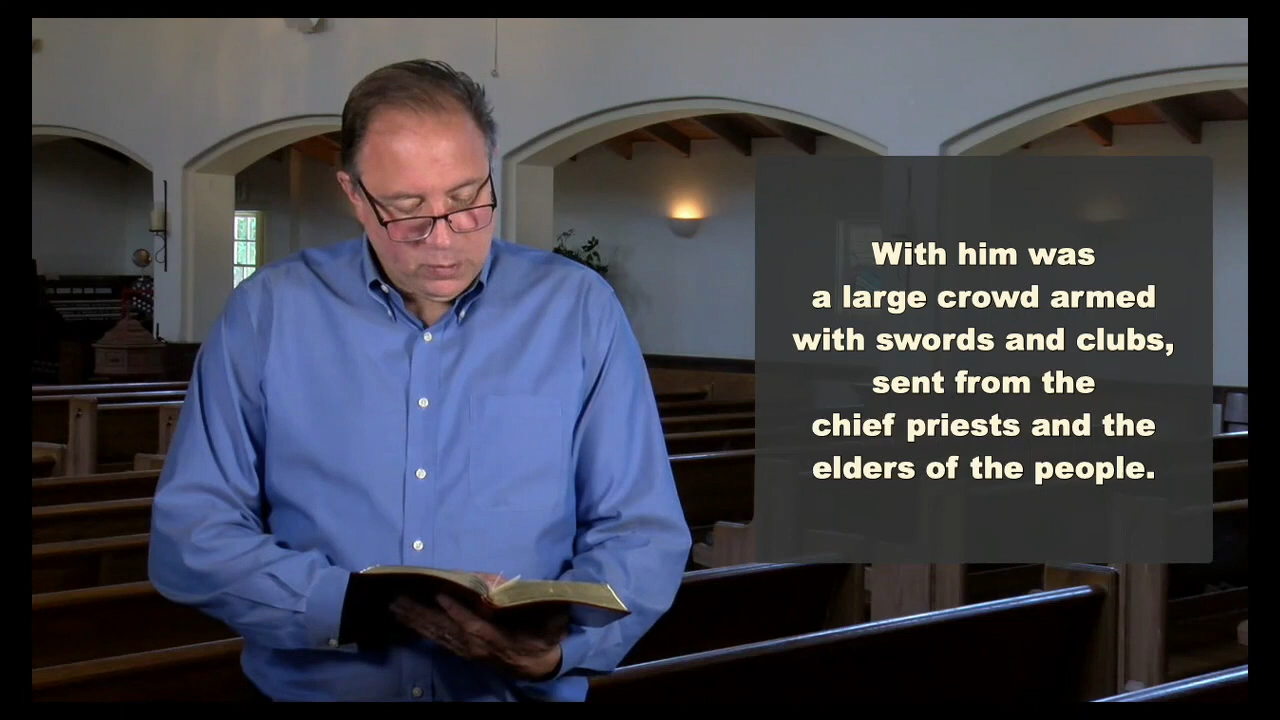 With him was
a large crowd armed
with swords and clubs,
sent from the
chief priests and the
elders of the people.